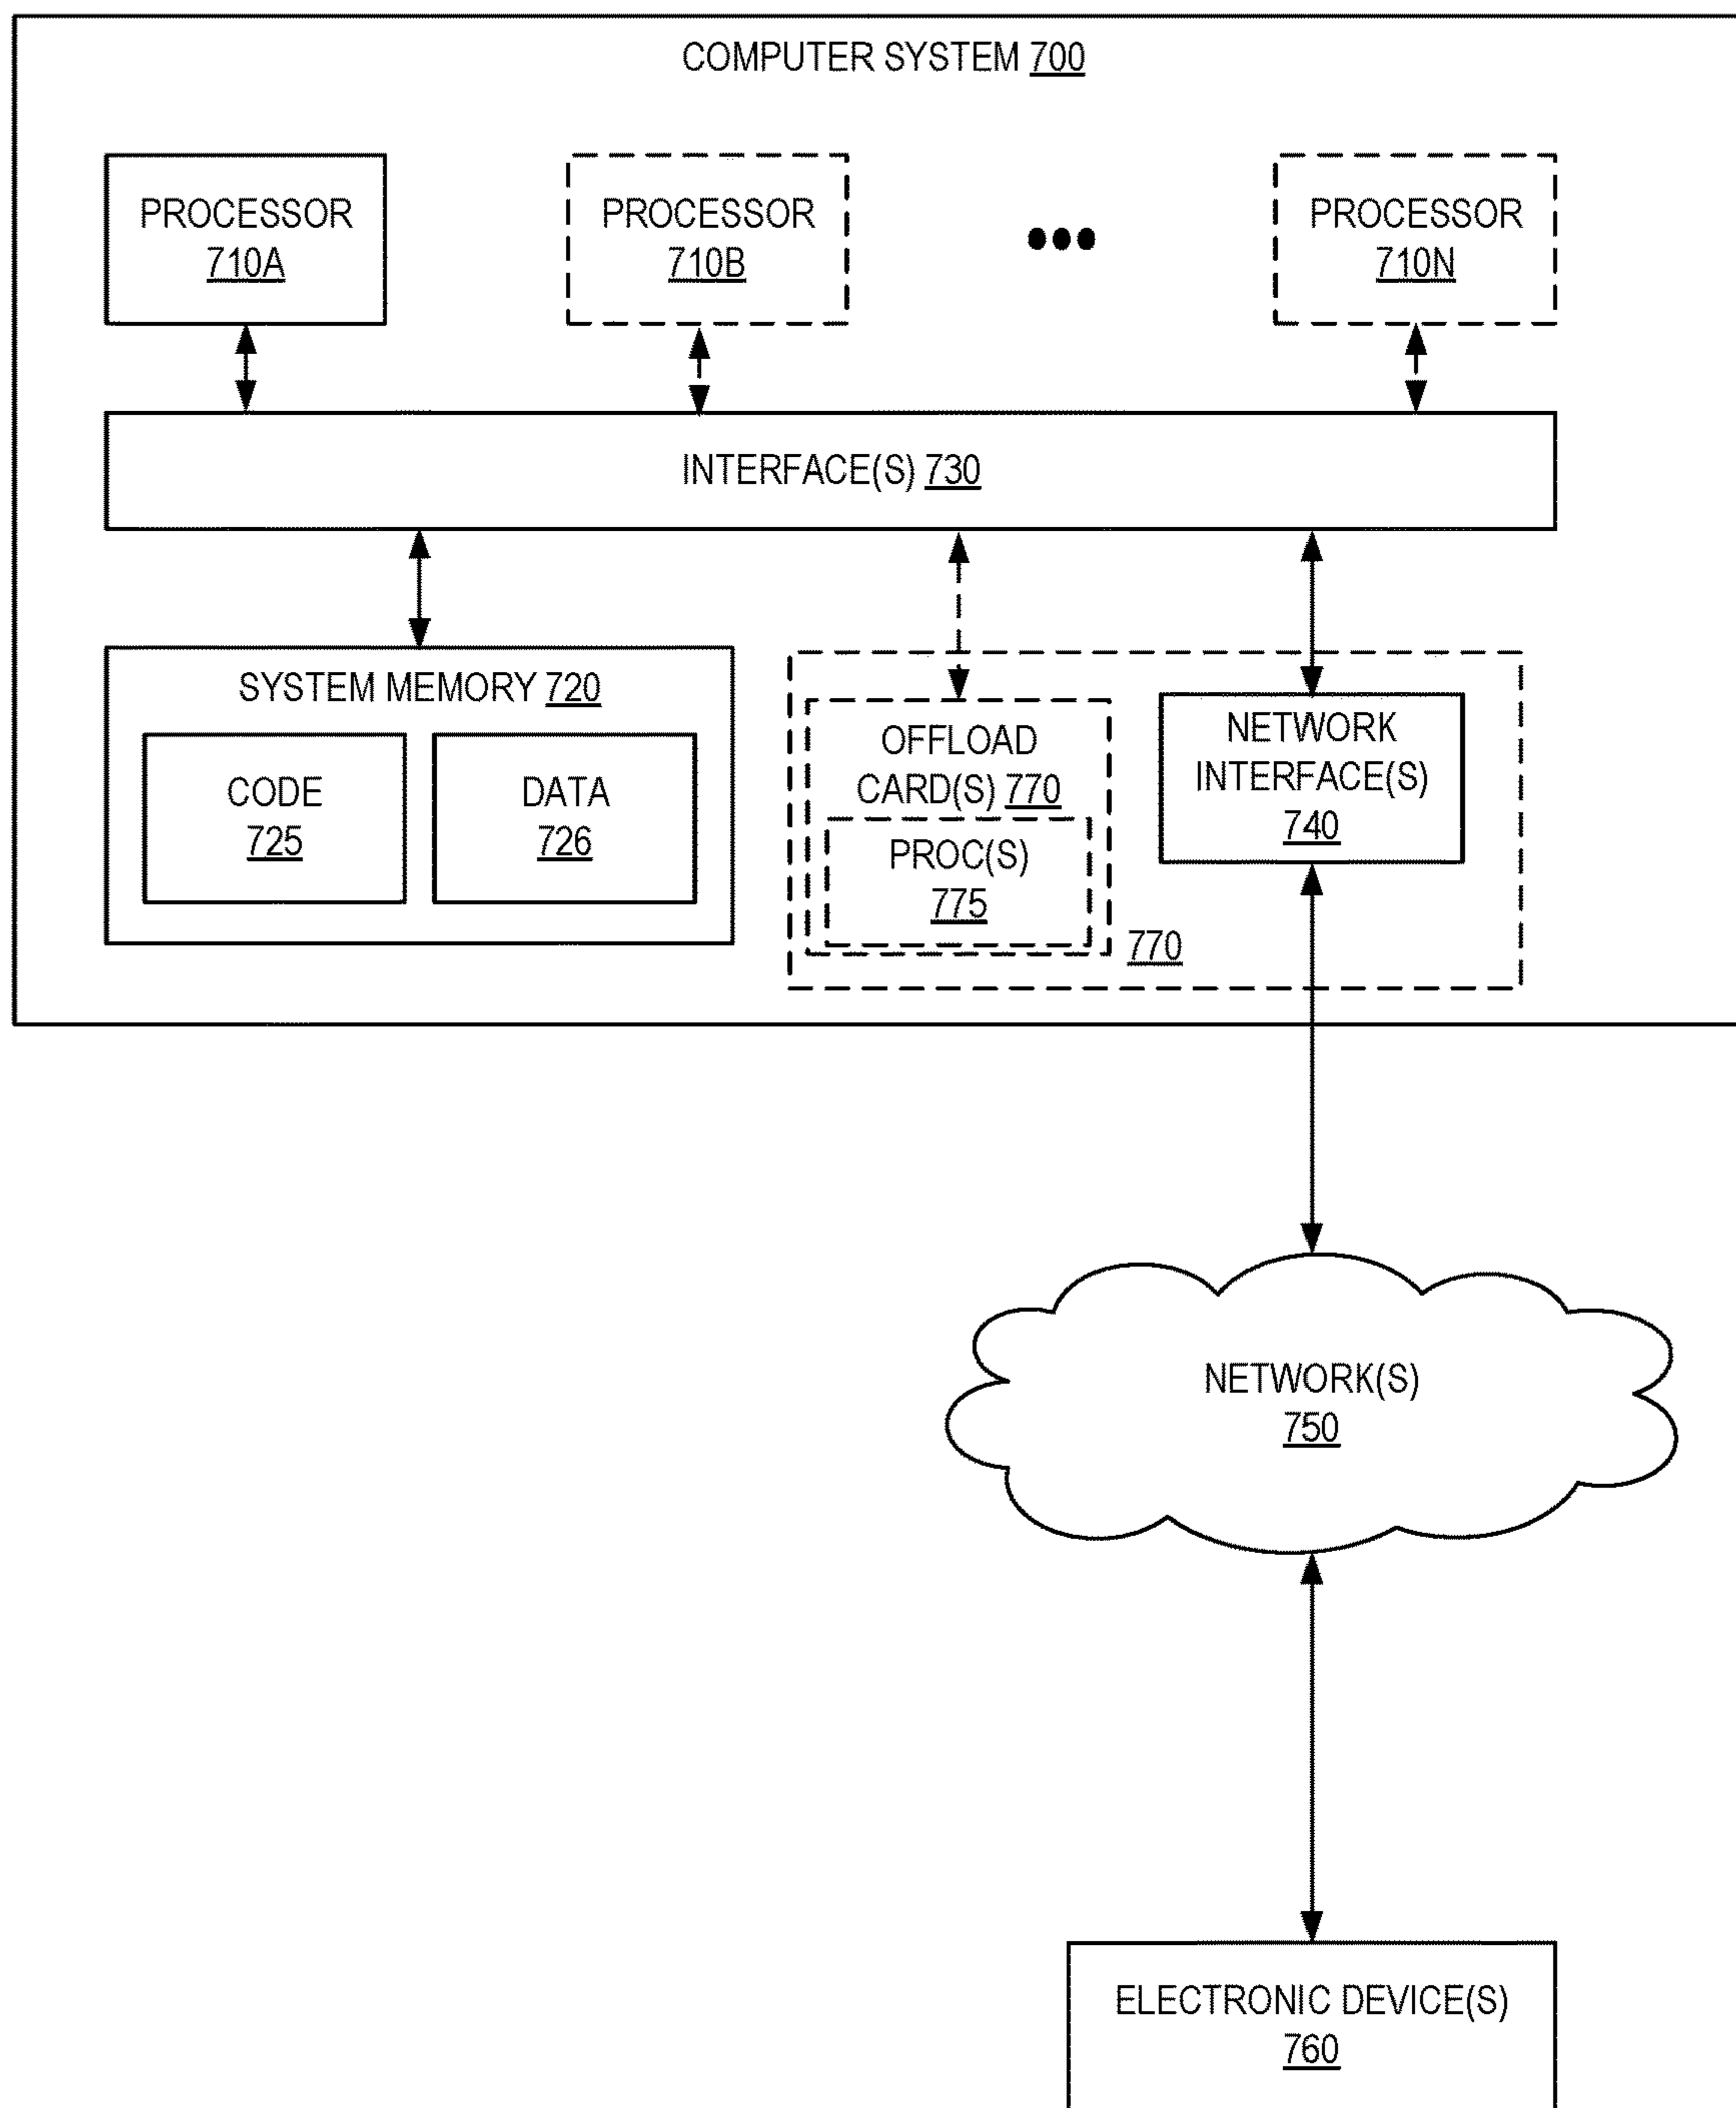 COMPUTER SYSTEM 700
PROCESSOR
710A
PROCESSOR
710B
PROCESSOR
710N
INTERFACE(S) 730
SYSTEM MEMORY 720
CODE
725
DATA
726
OFFLOAD
CARD(S) 770
PROC(S)
775
770
NETWORK
INTERFACE(S)
740
NETWORK(S)
750
ELECTRONIC DEVICE(S)
760